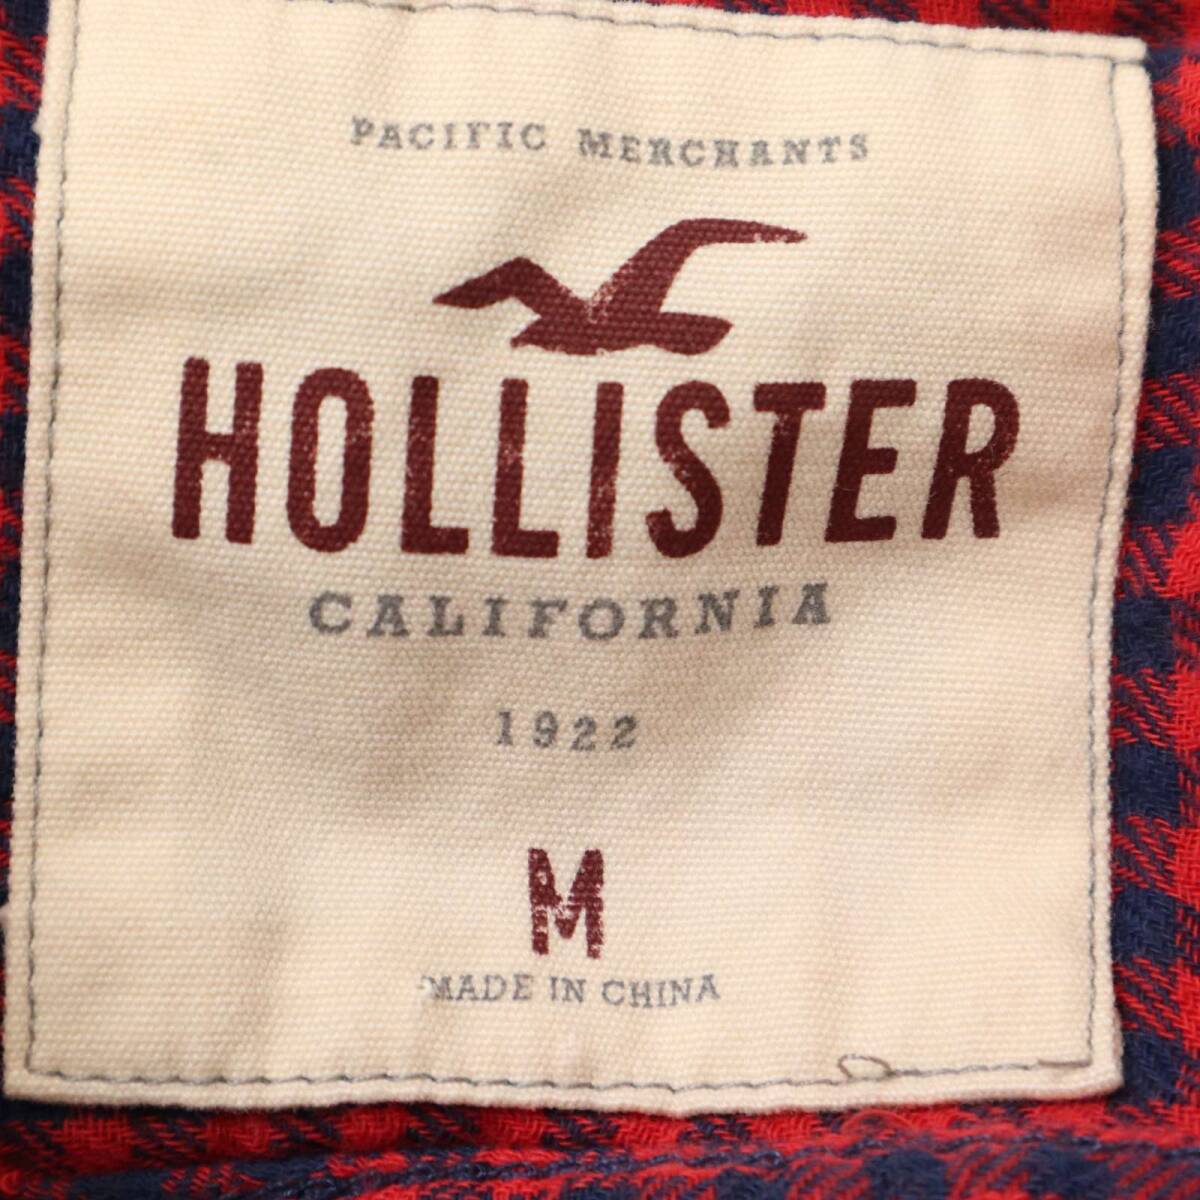 PACIFIC MERCHANTS
HOLLISTER
CALIFORNIA
1922
M
MADE IN CHINA